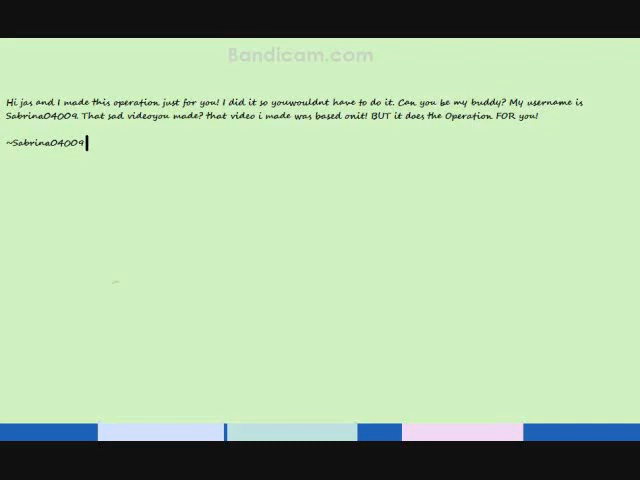 Bandicam.com
Hi jas and I made this operation just for you! I did it so youwouldnt have to do it. Can you be my buddy? My username is
Sabrina04009. That sad videoyou made? that video i made was based onit! BUT it does the Operation FOR you!
~Sabrina04009